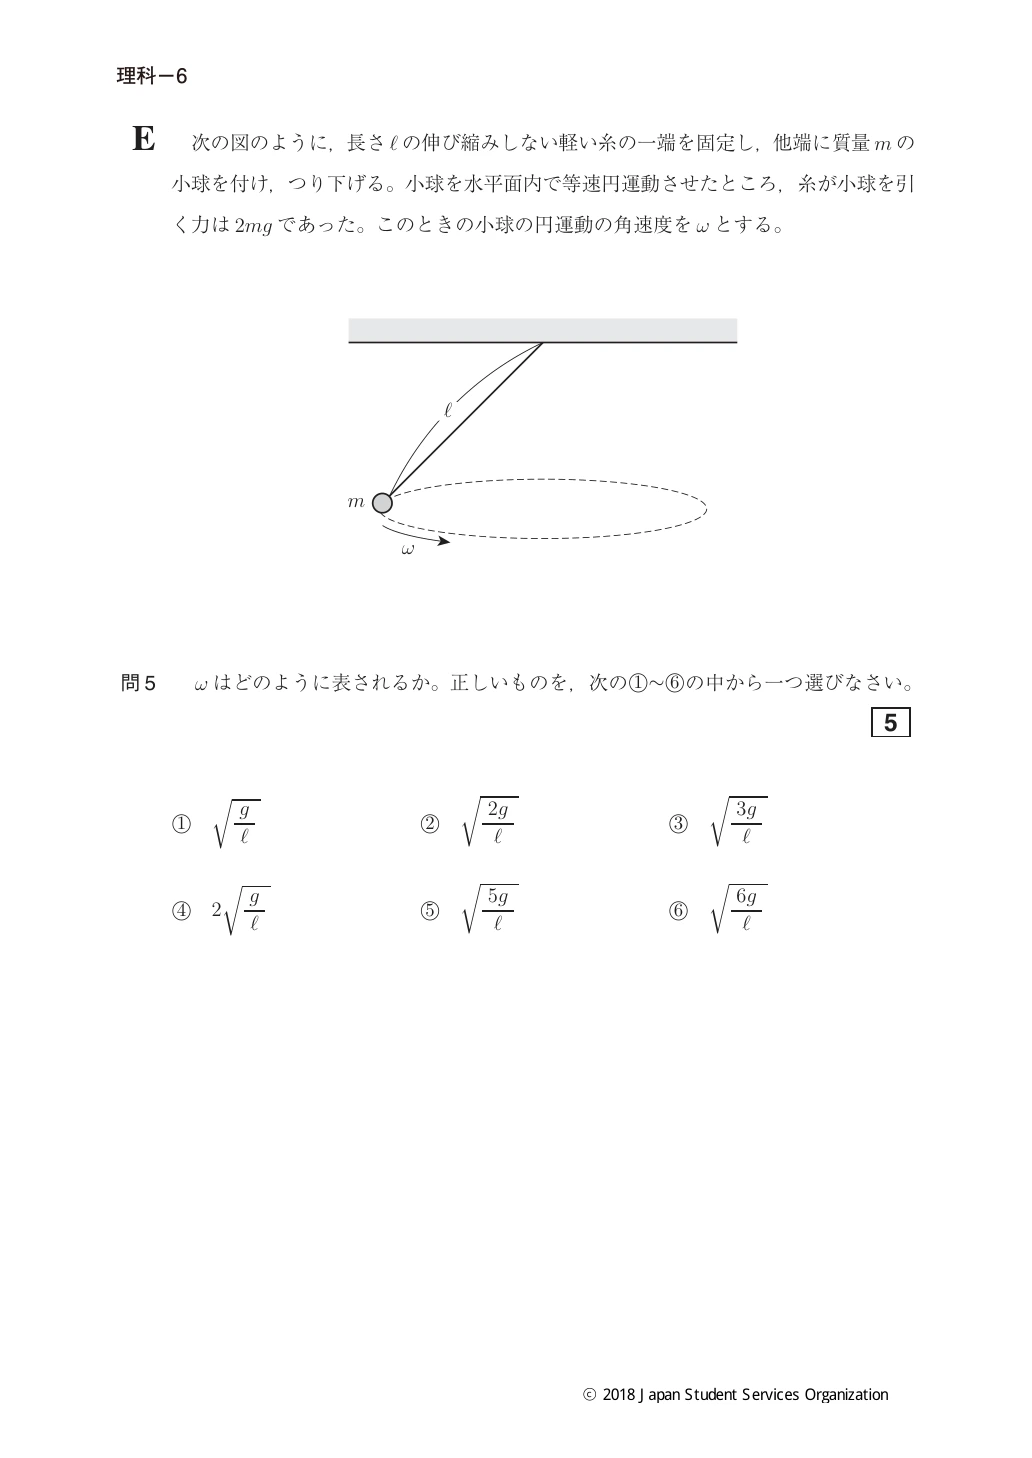 理科－6
E 次の図のように，長さ ℓ の伸び縮みしない軽い糸の一端を固定し，他端に質量 m の
小球を付け，つり下げる。小球を水平面内で等速円運動させたところ，糸が小球を引
く力は 2mg であった。このときの小球の円運動の角速度を ω とする。
ℓ
m
ω
問5 ω はどのように表されるか。正しいものを，次の①～⑥の中から一つ選びなさい。
5
① √(g/ℓ) ② √(2g/ℓ) ③ √(3g/ℓ)
④ 2√(g/ℓ) ⑤ √(5g/ℓ) ⑥ √(6g/ℓ)
© 2018 Japan Student Services Organization